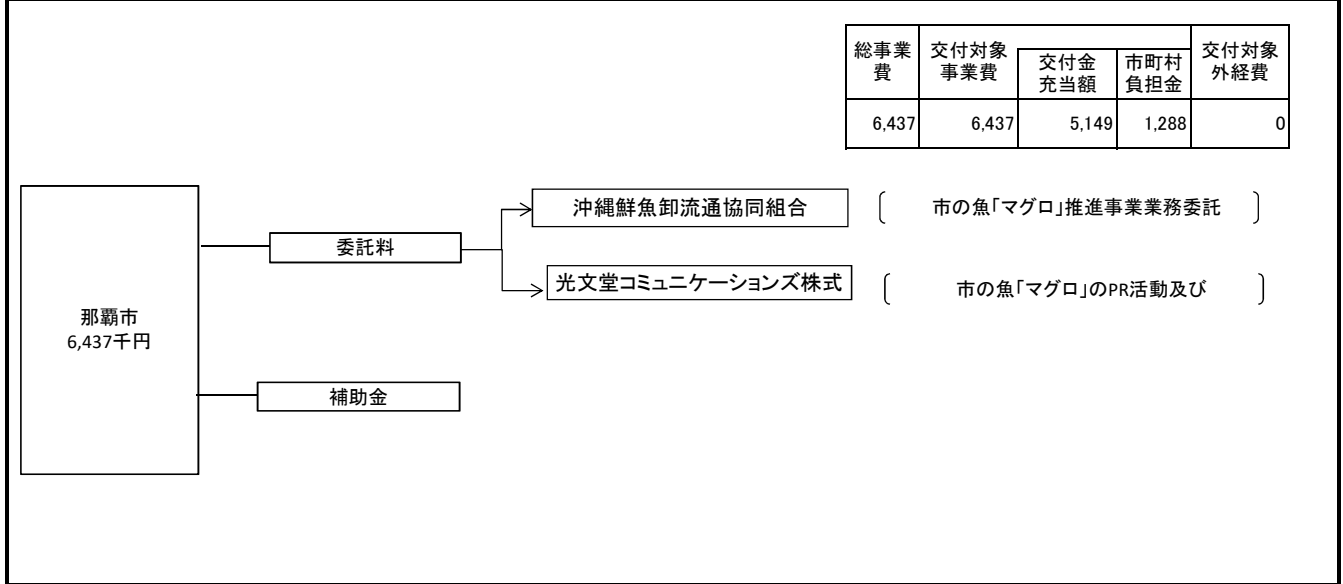 総事業
費
交付対象
事業費
交付金
充当額
市町村
負担金
交付対象
外経費
6,437
6,437
5,149
1,288
0
沖縄鮮魚卸流通協同組合
市の魚「マグロ」推進事業業務委託
委託料
光文堂コミュニケーションズ株式
市の魚「マグロ」のPR活動及び
那覇市
6,437千円
補助金